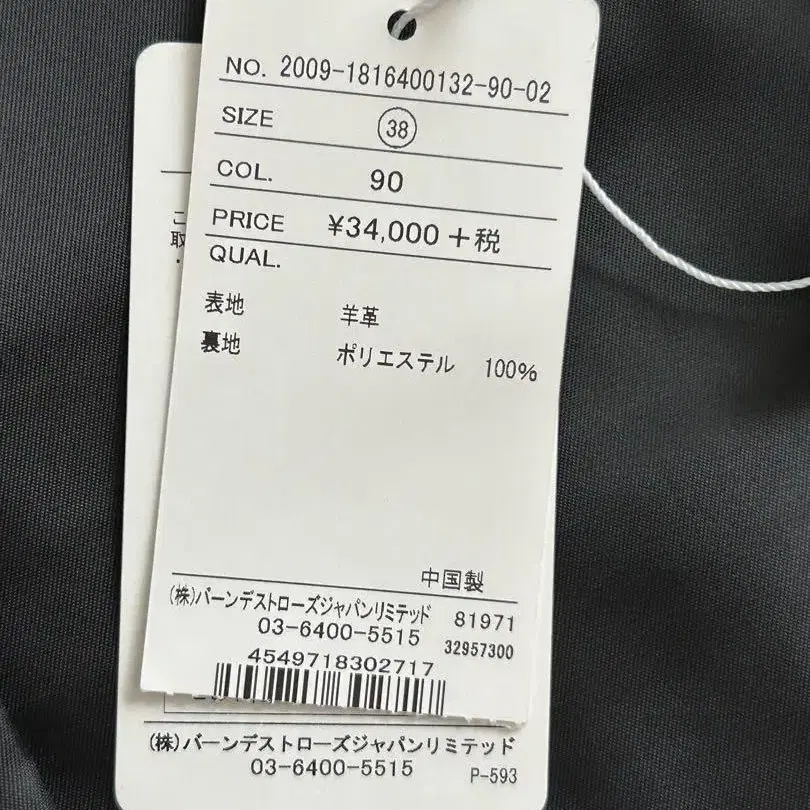 NO. 2009-1816400132-90-02
SIZE 38
COL. 90
PRICE ¥34,000+税
QUAL.
表地 羊革
裏地 ポリエステル 100%
中国製
(株)バーンデストローズジャパンリミテッド 81971
03-6400-5515 32957300
4549718302717
こ
取
(株)バーンデストローズジャパンリミテッド
03-6400-5515 P-593